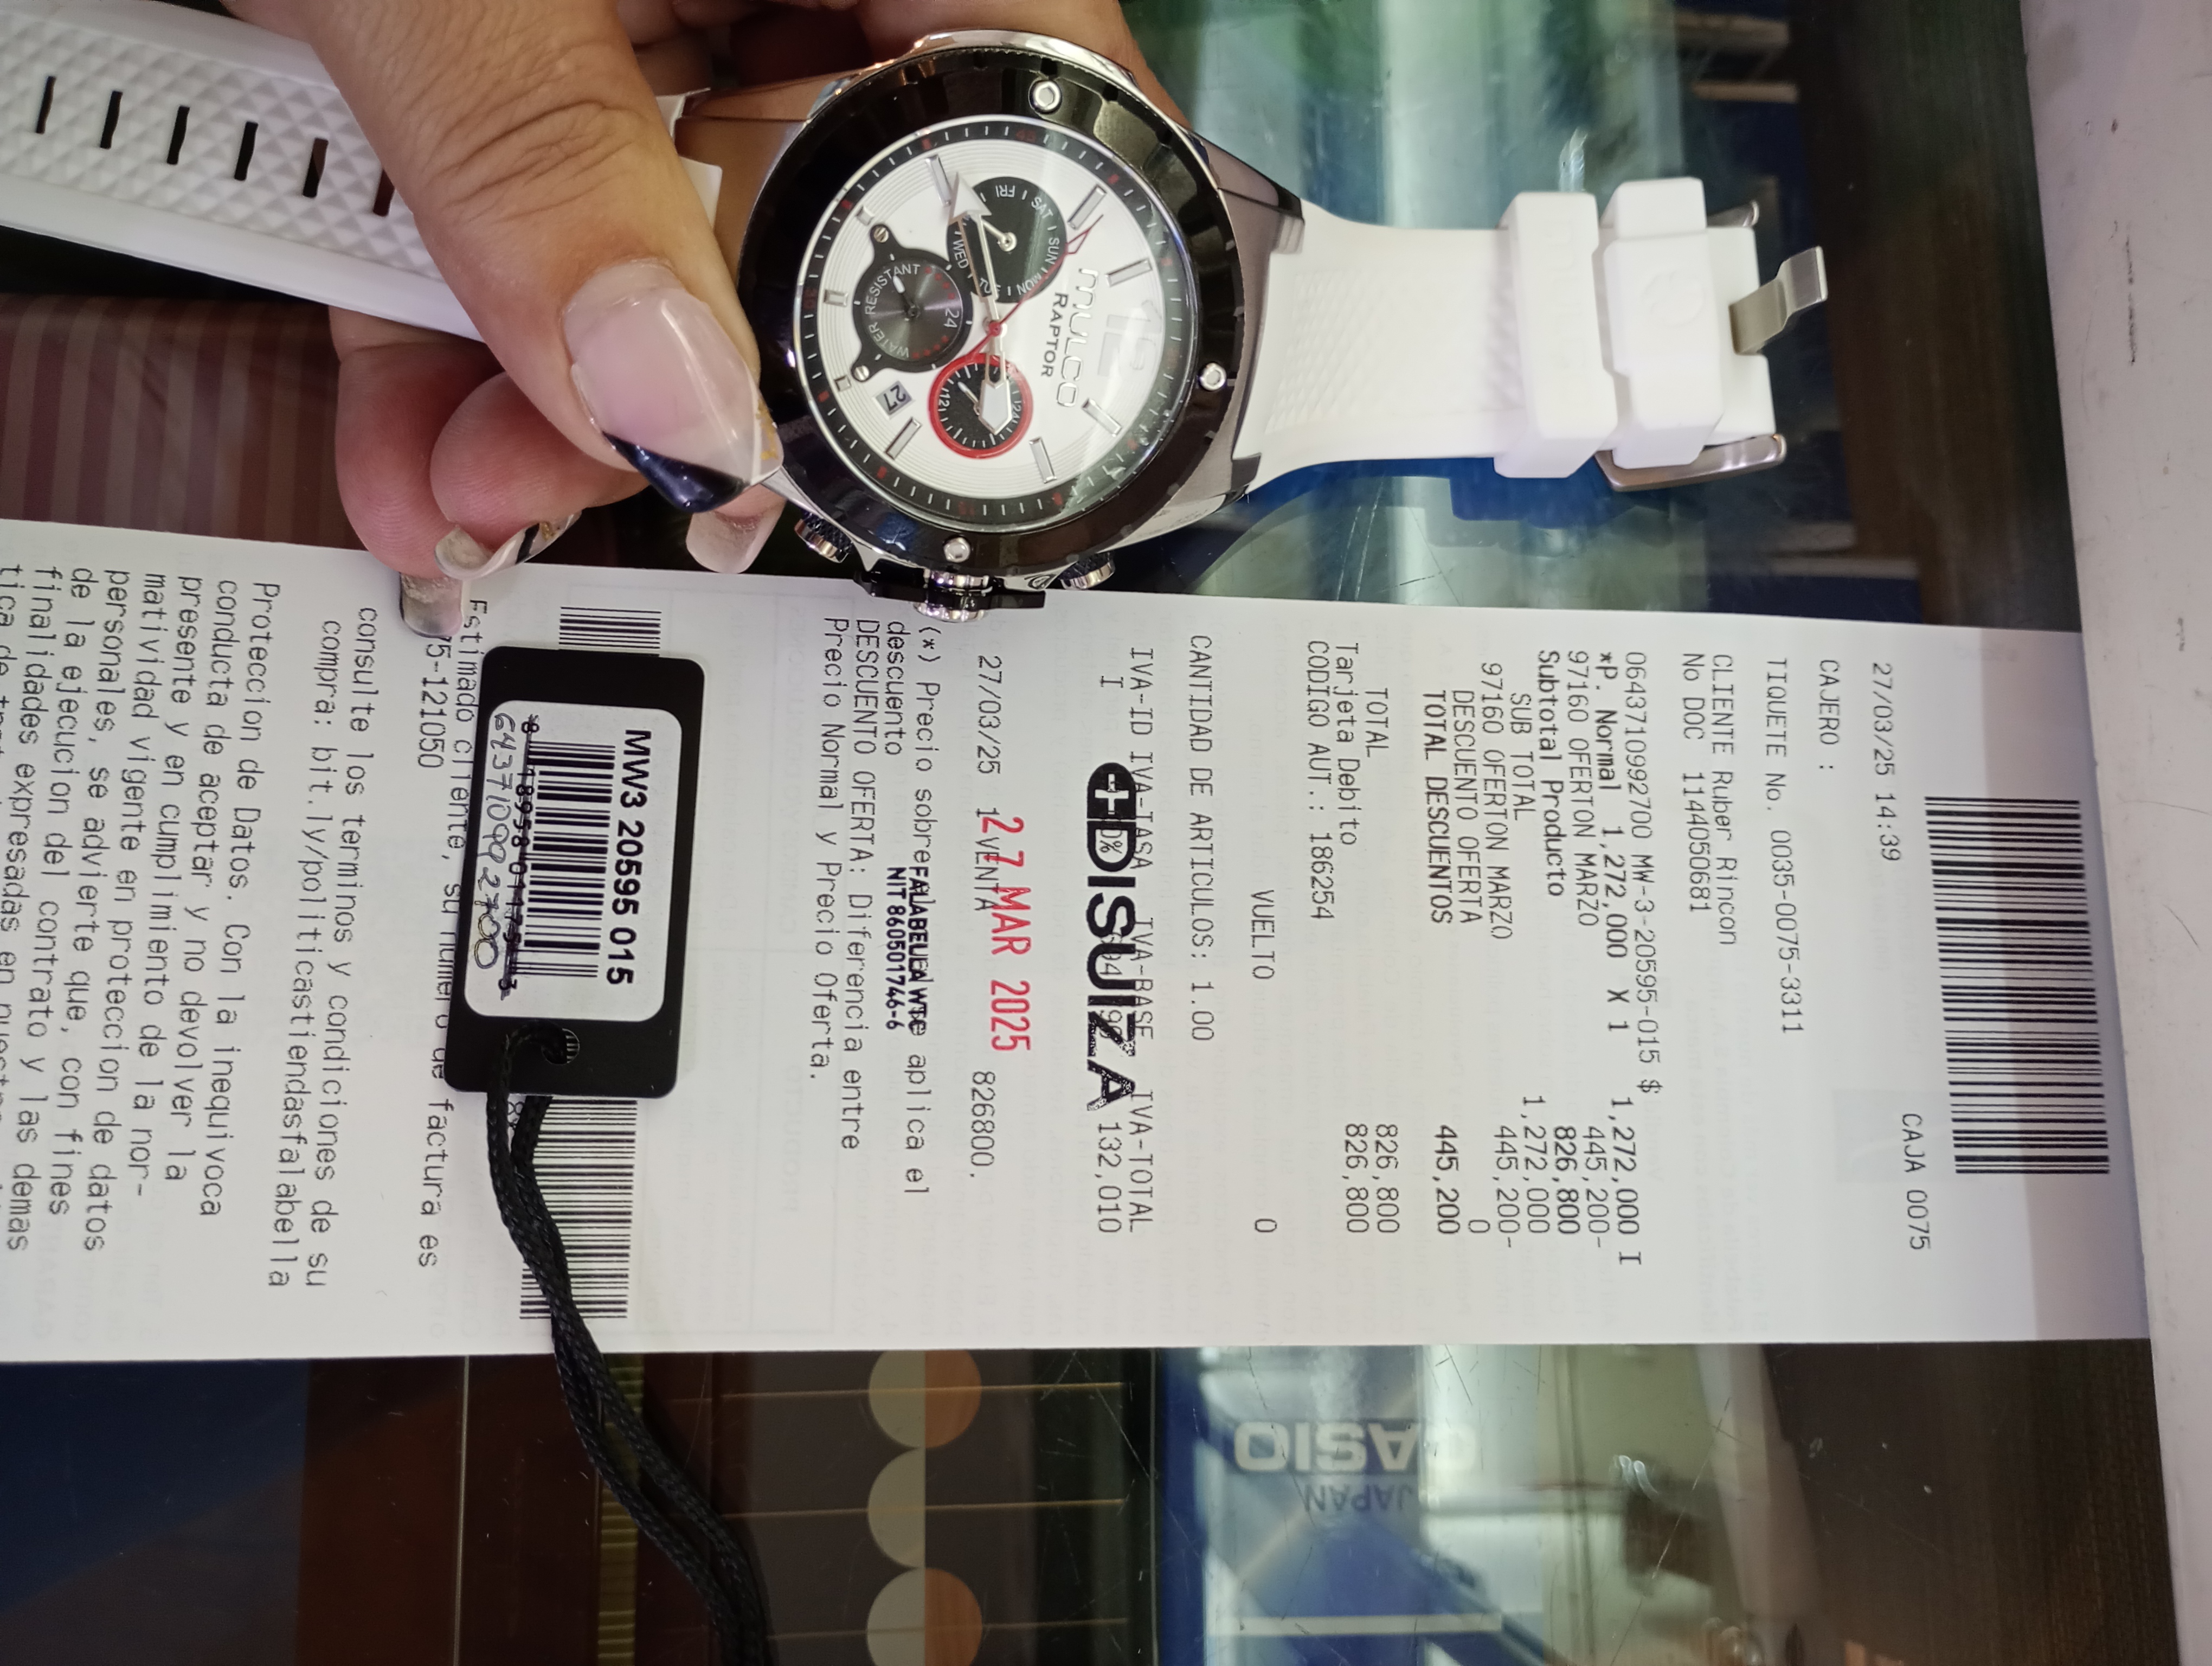 27/03/25 14:39 CAJA 0075
CAJERO :
TIQUETE No. 0035-0075-3311
CLIENTE Ruber Rincon
No DOC 1144050681
0643710992700 MW-3-20595-015 $ 1,272,000 I
*P. Normal 1,272,000 X 1
97160 OFERTON MARZO 445,200-
Subtotal Producto 826,800
SUB TOTAL 1,272,000
97160 OFERTON MARZO 445,200-
DESCUENTO OFERTA 0
TOTAL DESCUENTOS 445,200
TOTAL 826,800
Tarjeta Debito 826,800
CODIGO AUT.: 186254
VUELTO 0
CANTIDAD DE ARTICULOS: 1.00
IVA-ID IVA-TASA IVA-BASE IVA-TOTAL
I 132,010
DISUIZA
27/03/25 VENTA 826800.
27 MAR 2025
(*) Precio sobre aplica el
descuento
FALABELLA
NIT 860501746-6
DESCUENTO OFERTA: Diferencia entre
Precio Normal y Precio Oferta.
Estimado cliente, su numero de factura es
75-121050
consulte los terminos y condiciones de su
compra: bit.ly/politicastiendasfalabella
Proteccion de Datos. Con la inequivoca
conducta de aceptar y no devolver la
presente y en cumplimiento de la nor-
matividad vigente en proteccion de datos
personales, se advierte que, con fines
de la ejecucion del contrato y las demas
finalidades expresadas en
MW3 20595 015
643710992700
MULCO
RAPTOR
12
FRI
SAT
SUN
MON
WED
WATER RESISTANT
24
27
12
24
CASIO
JAPAN